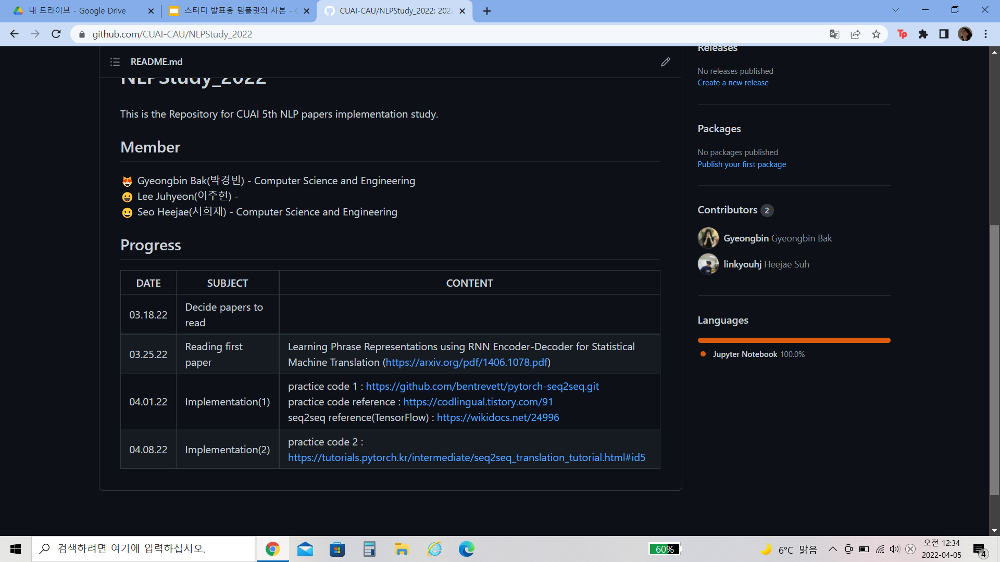 내 드라이브 - Google Drive
스터디 발표용 템플릿의 사본 -
CUAI-CAU/NLPStudy_2022: 202
github.com/CUAI-CAU/NLPStudy_2022
README.md
NLPStudy_2022
This is the Repository for CUAI 5th NLP papers implementation study.
Member
Gyeongbin Bak(박경빈) - Computer Science and Engineering
Lee Juhyeon(이주현) -
Seo Heejae(서희재) - Computer Science and Engineering
Progress
DATE SUBJECT CONTENT
03.18.22 Decide papers to
read
03.25.22 Reading first
paper
Learning Phrase Representations using RNN Encoder-Decoder for Statistical
Machine Translation (https://arxiv.org/pdf/1406.1078.pdf)
04.01.22 Implementation(1)
practice code 1 : https://github.com/bentrevett/pytorch-seq2seq.git
practice code reference : https://codlingual.tistory.com/91
seq2seq reference(TensorFlow) : https://wikidocs.net/24996
04.08.22 Implementation(2)
practice code 2 :
https://tutorials.pytorch.kr/intermediate/seq2seq_translation_tutorial.html#id5
Releases
No releases published
Create a new release
Packages
No packages published
Publish your first package
Contributors 2
Gyeongbin Gyeongbin Bak
linkyouhj Heejae Suh
Languages
Jupyter Notebook 100.0%
검색하려면 여기에 입력하십시오.
60%
6°C 맑음
오전 12:34
2022-04-05
4